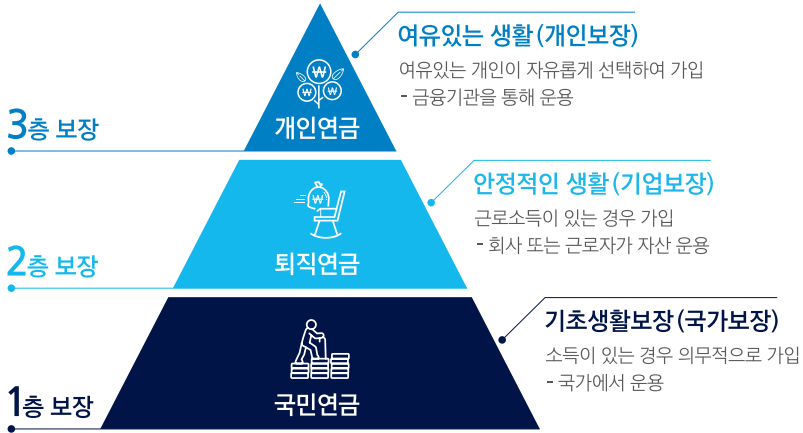 여유있는 생활(개인보장)
여유있는 개인이 자유롭게 선택하여 가입
- 금융기관을 통해 운용
₩
₩ ₩
개인연금
3층 보장
안정적인 생활(기업보장)
근로소득이 있는 경우 가입
- 회사 또는 근로자가 자산 운용
₩
퇴직연금
2층 보장
기초생활보장(국가보장)
소득이 있는 경우 의무적으로 가입
- 국가에서 운용
국민연금
1층 보장